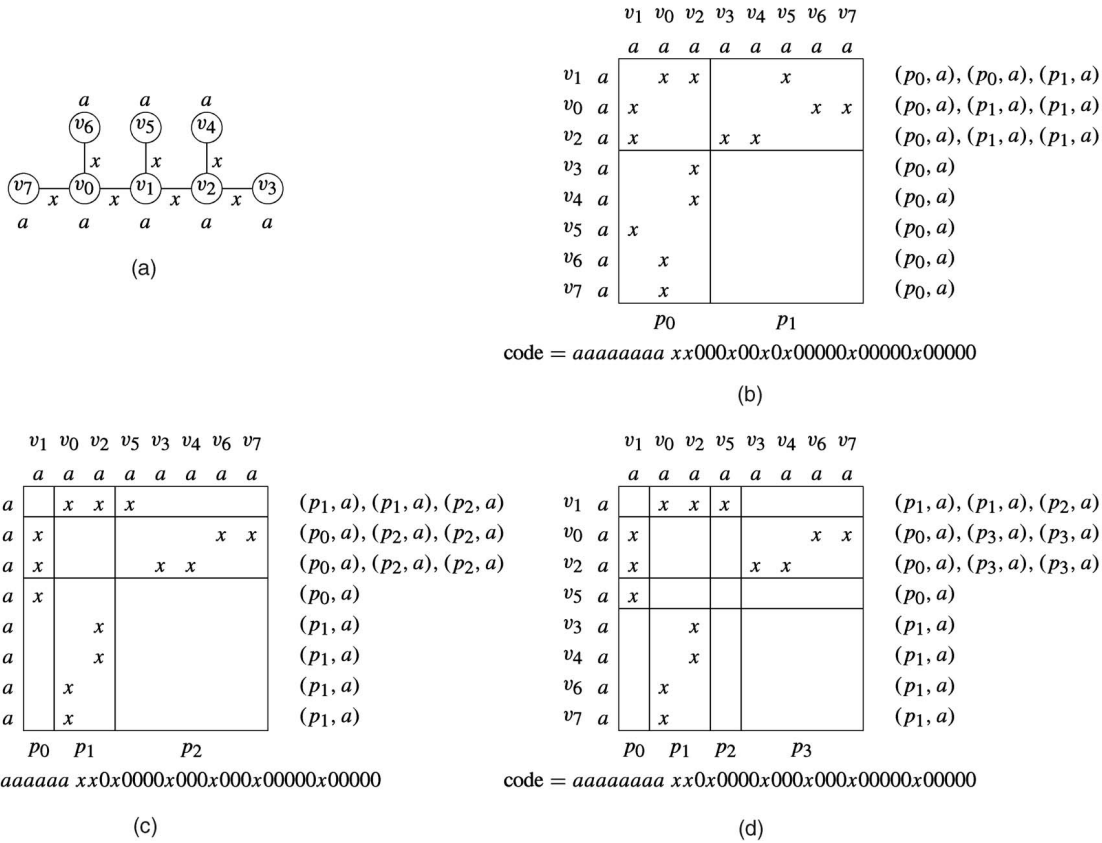 a a a
v6 v5 v4
x x x
v7 v0 v1 v2 v3
x x x x
a a a a a
(a)
v1 v0 v2 v3 v4 v5 v6 v7
a a a a a a a a
v1 a x x x (p0, a), (p0, a), (p1, a)
v0 a x x x (p0, a), (p1, a), (p1, a)
v2 a x x x (p0, a), (p1, a), (p1, a)
v3 a x (p0, a)
v4 a x (p0, a)
v5 a x (p0, a)
v6 a x (p0, a)
v7 a x (p0, a)
p0 p1
code = aaaaaaaa xx000x00x0x00000x00000x00000
(b)
v1 v0 v2 v5 v3 v4 v6 v7
a a a a a a a a
a x x x (p1, a), (p1, a), (p2, a)
a x x x (p0, a), (p2, a), (p2, a)
a x x x (p0, a), (p2, a), (p2, a)
a x (p0, a)
a x (p1, a)
a x (p1, a)
a x (p1, a)
a x (p1, a)
p0 p1 p2
aaaaaa xx0x0000x000x000x00000x00000
(c)
v1 v0 v2 v5 v3 v4 v6 v7
a a a a a a a a
v1 a x x x (p1, a), (p1, a), (p2, a)
v0 a x x x (p0, a), (p3, a), (p3, a)
v2 a x x x (p0, a), (p3, a), (p3, a)
v5 a x (p0, a)
v3 a x (p1, a)
v4 a x (p1, a)
v6 a x (p1, a)
v7 a x (p1, a)
p0 p1 p2 p3
code = aaaaaaaa xx0x0000x000x000x00000x00000
(d)